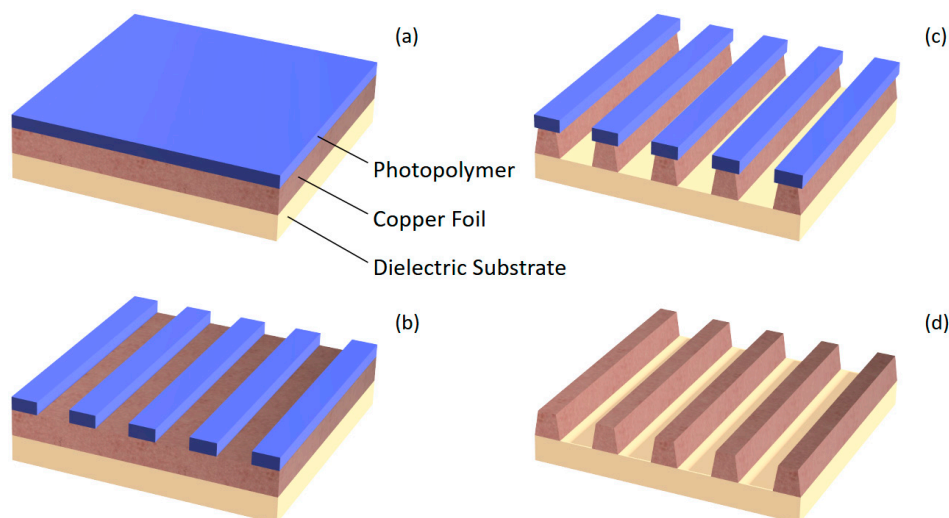 (a)
(c)
Photopolymer
Copper Foil
Dielectric Substrate
(b)
(d)